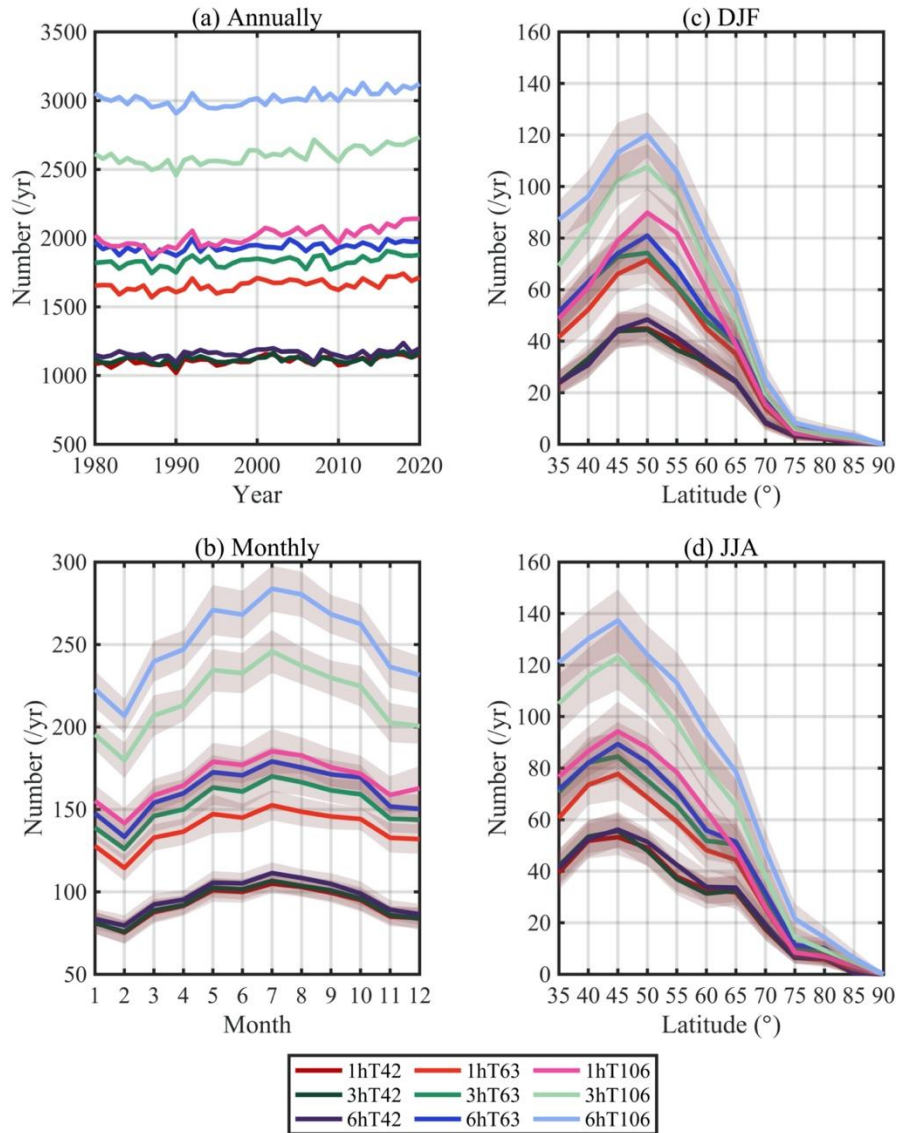 (a) Annually
3500
3000
2500
2000
1500
1000
500
Number (/yr)
1980 1990 2000 2010 2020
Year
(c) DJF
160
140
120
100
80
60
40
20
0
Number (/yr)
35 40 45 50 55 60 65 70 75 80 85 90
Latitude (°)
(b) Monthly
300
250
200
150
100
50
Number (/yr)
1 2 3 4 5 6 7 8 9 10 11 12
Month
(d) JJA
160
140
120
100
80
60
40
20
0
Number (/yr)
35 40 45 50 55 60 65 70 75 80 85 90
Latitude (°)
1hT42 1hT63 1hT106
3hT42 3hT63 3hT106
6hT42 6hT63 6hT106